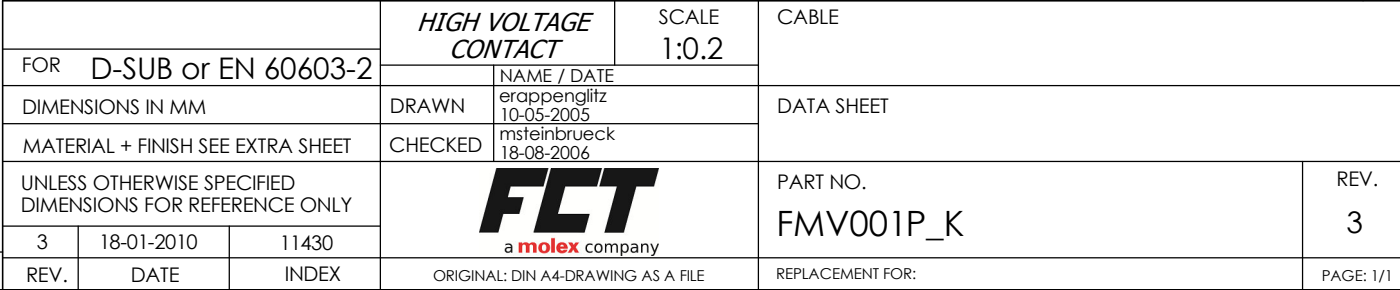 FOR D-SUB or EN 60603-2
HIGH VOLTAGE
CONTACT
SCALE
1:0.2
CABLE
NAME / DATE
DIMENSIONS IN MM
DRAWN
erappenglitz
10-05-2005
DATA SHEET
MATERIAL + FINISH SEE EXTRA SHEET
CHECKED
msteinbrueck
18-08-2006
UNLESS OTHERWISE SPECIFIED
DIMENSIONS FOR REFERENCE ONLY
FCT
a molex company
PART NO.
FMV001P_K
REV.
3
3 18-01-2010 11430
REV. DATE INDEX
ORIGINAL: DIN A4-DRAWING AS A FILE
REPLACEMENT FOR:
PAGE: 1/1